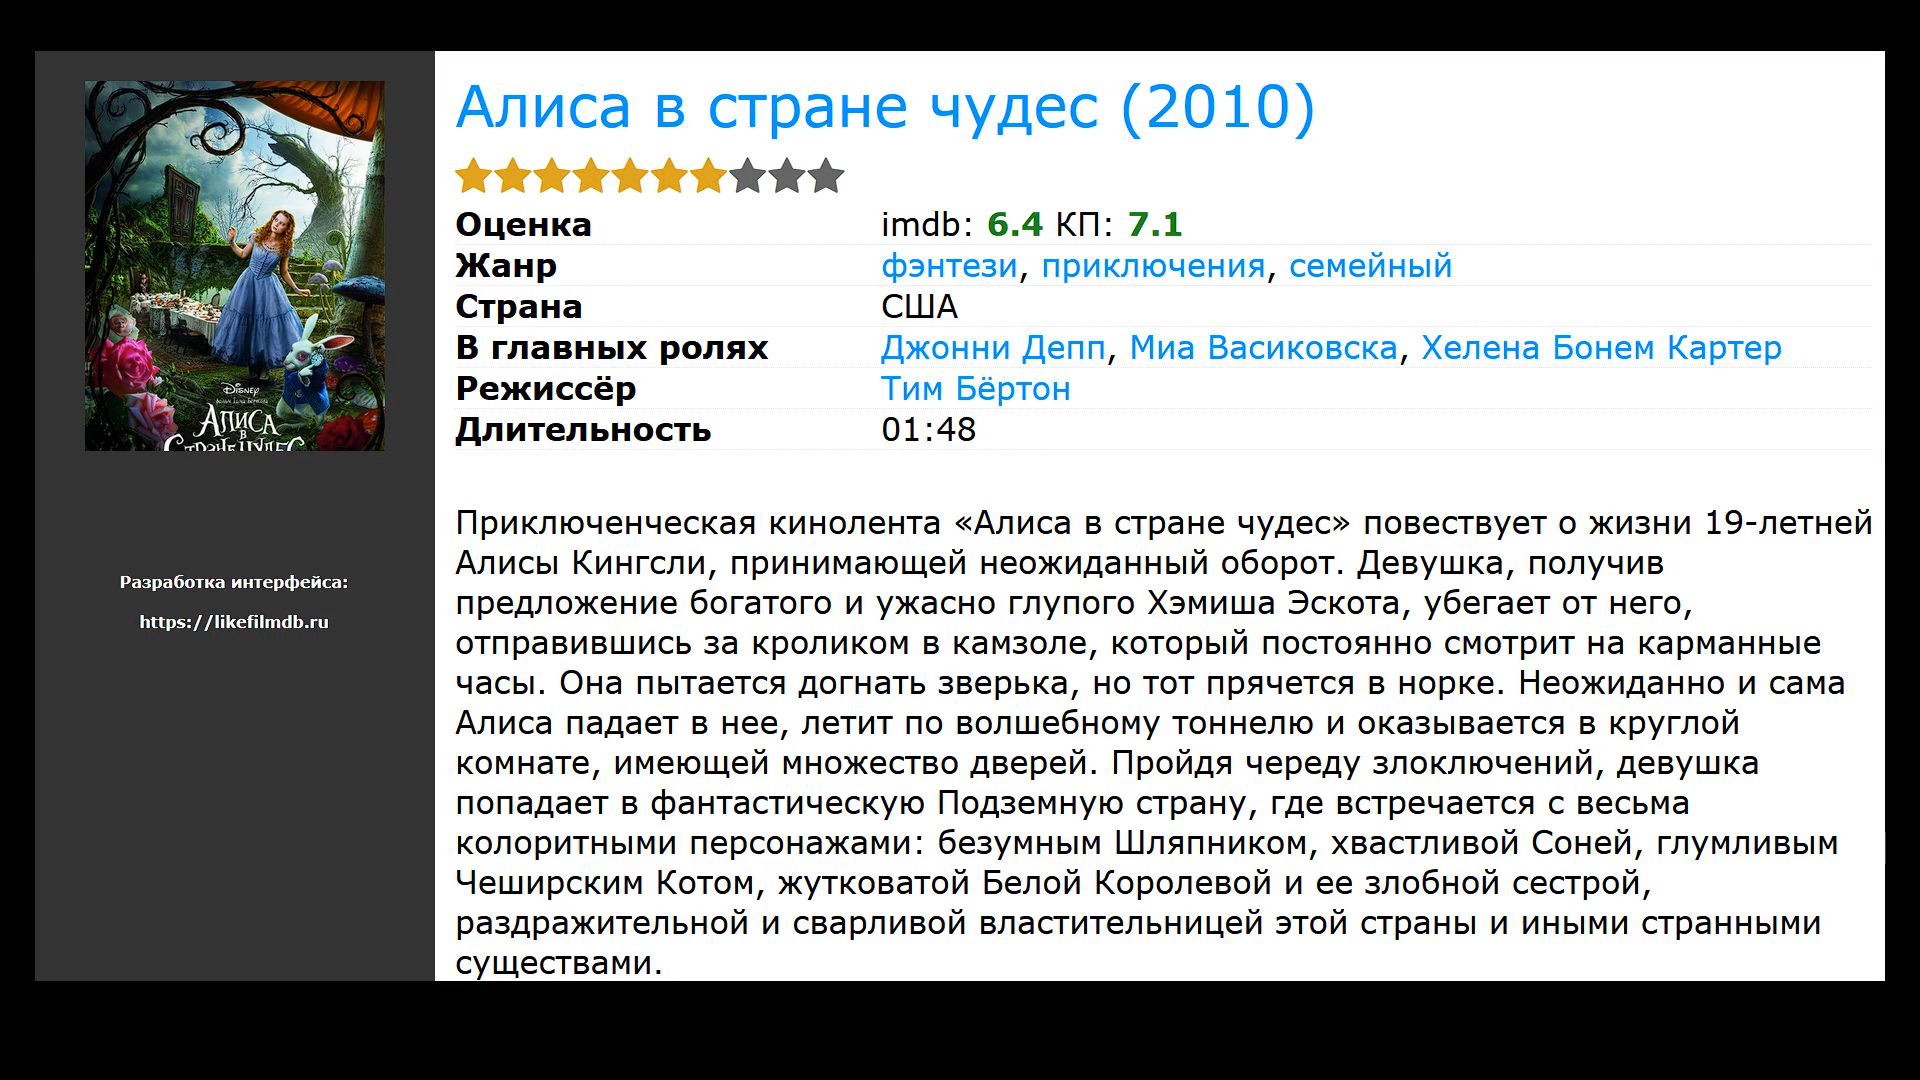 Алиса в стране чудес (2010)
Оценка imdb: 6.4 КП: 7.1
Жанр фэнтези, приключения, семейный
Страна США
В главных ролях Джонни Депп, Миа Васиковска, Хелена Бонем Картер
Режиссёр Тим Бёртон
Длительность 01:48
DISNEY
АЛИСА
В
СТРАНЕ ЧУДЕС
Разработка интерфейса:
https://likefilmdb.ru
Приключенческая кинолента «Алиса в стране чудес» повествует о жизни 19-летней
Алисы Кингсли, принимающей неожиданный оборот. Девушка, получив
предложение богатого и ужасно глупого Хэмиша Эскота, убегает от него,
отправившись за кроликом в камзоле, который постоянно смотрит на карманные
часы. Она пытается догнать зверька, но тот прячется в норке. Неожиданно и сама
Алиса падает в нее, летит по волшебному тоннелю и оказывается в круглой
комнате, имеющей множество дверей. Пройдя череду злоключений, девушка
попадает в фантастическую Подземную страну, где встречается с весьма
колоритными персонажами: безумным Шляпником, хвастливой Соней, глумливым
Чеширским Котом, жутковатой Белой Королевой и ее злобной сестрой,
раздражительной и сварливой властительницей этой страны и иными странными
существами.